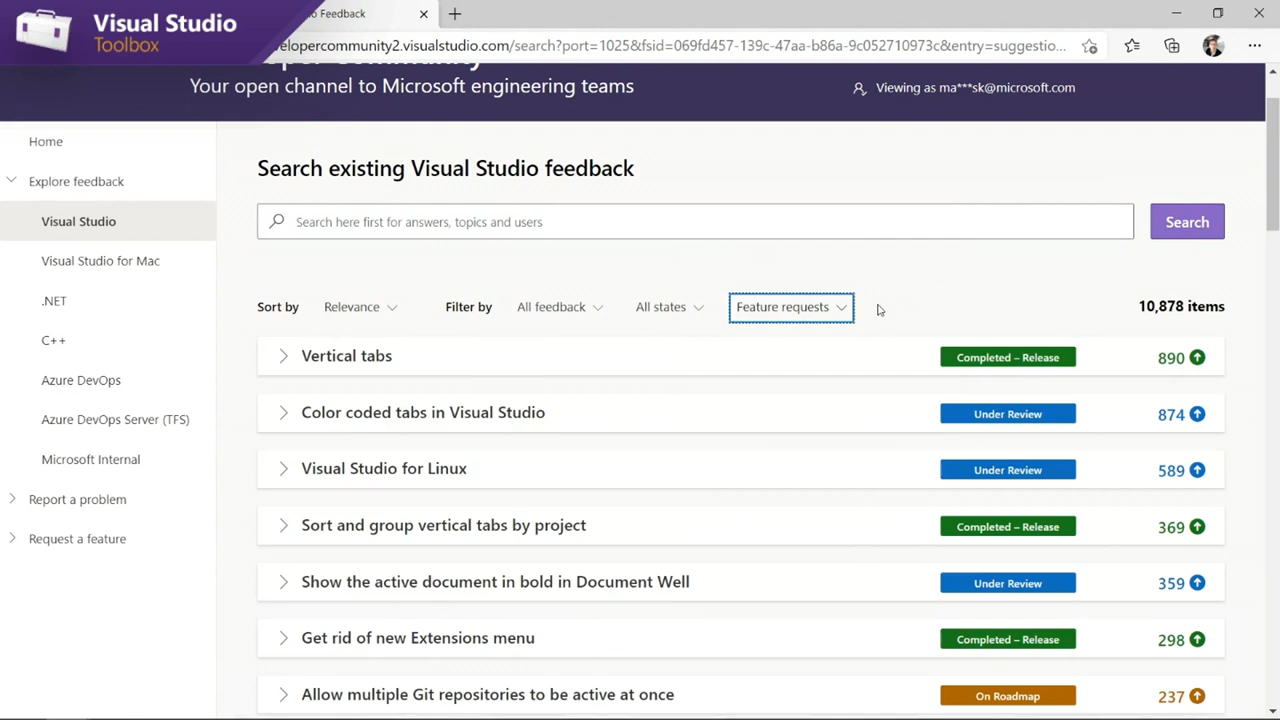 Visual Studio
Toolbox
o Feedback
velopercommunity2.visualstudio.com/search?port=1025&fsid=069fd457-139c-47aa-b86a-9c052710973c&entry=suggestio...
Your open channel to Microsoft engineering teams
Viewing as ma***sk@microsoft.com
Home
Explore feedback
Visual Studio
Visual Studio for Mac
.NET
C++
Azure DevOps
Azure DevOps Server (TFS)
Microsoft Internal
Report a problem
Request a feature
Search existing Visual Studio feedback
Search here first for answers, topics and users
Search
Sort by Relevance Filter by All feedback All states Feature requests 10,878 items
Vertical tabs Completed – Release 890
Color coded tabs in Visual Studio Under Review 874
Visual Studio for Linux Under Review 589
Sort and group vertical tabs by project Completed – Release 369
Show the active document in bold in Document Well Under Review 359
Get rid of new Extensions menu Completed – Release 298
Allow multiple Git repositories to be active at once On Roadmap 237